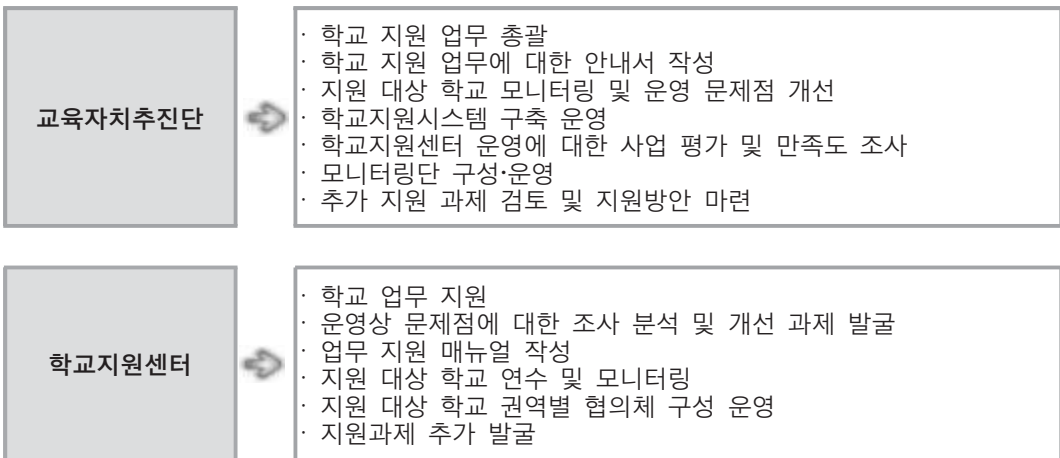 교육자치추진단
· 학교 지원 업무 총괄
· 학교 지원 업무에 대한 안내서 작성
· 지원 대상 학교 모니터링 및 운영 문제점 개선
· 학교지원시스템 구축 운영
· 학교지원센터 운영에 대한 사업 평가 및 만족도 조사
· 모니터링단 구성·운영
· 추가 지원 과제 검토 및 지원방안 마련
학교지원센터
· 학교 업무 지원
· 운영상 문제점에 대한 조사 분석 및 개선 과제 발굴
· 업무 지원 매뉴얼 작성
· 지원 대상 학교 연수 및 모니터링
· 지원 대상 학교 권역별 협의체 구성 운영
· 지원과제 추가 발굴